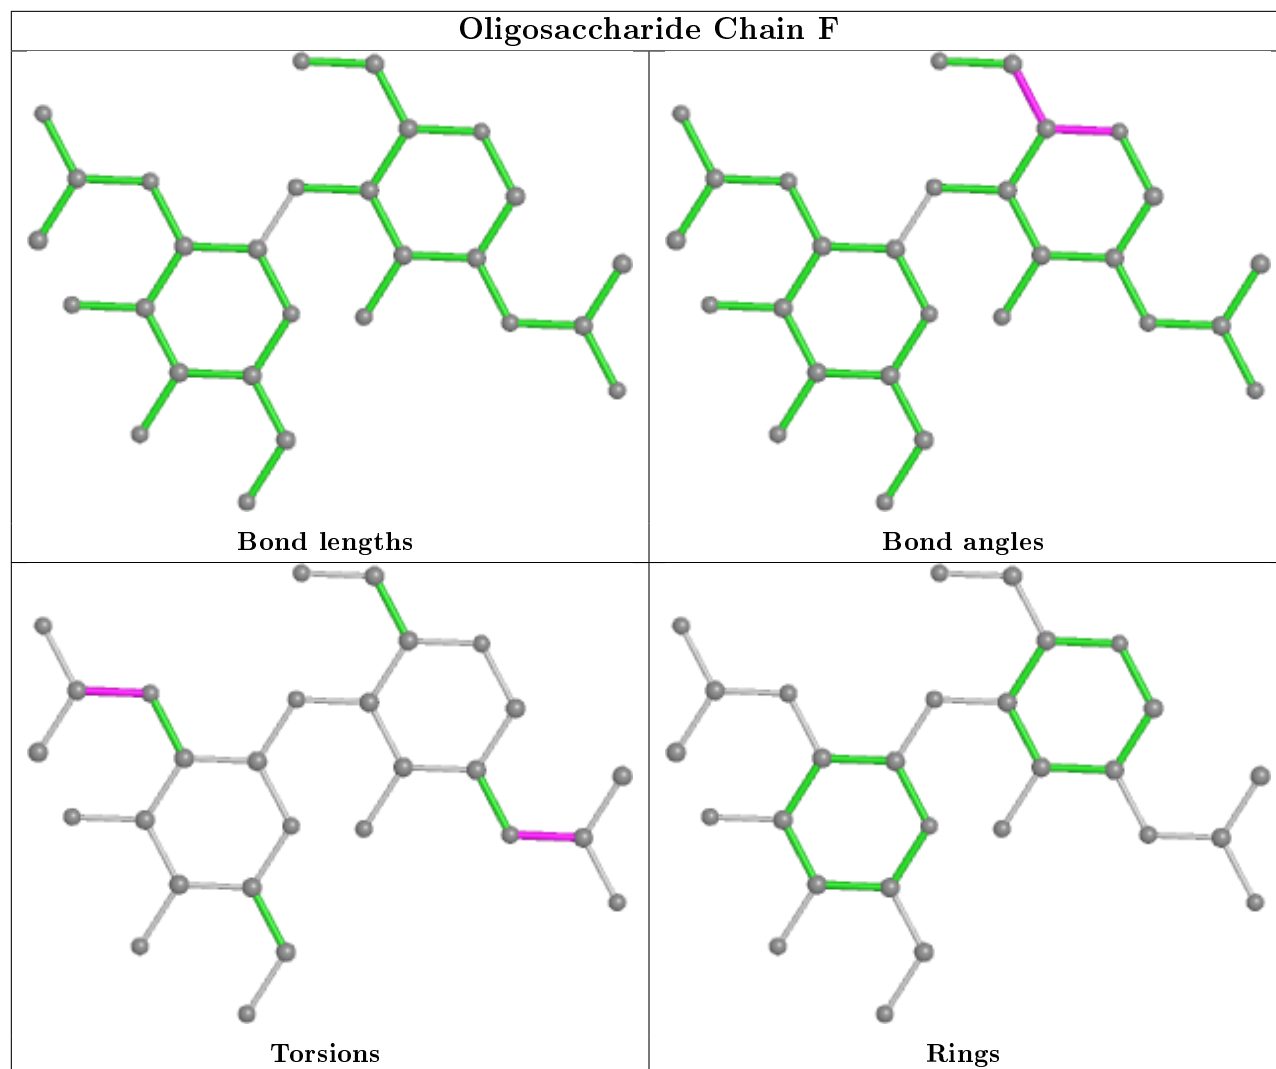 Oligosaccharide Chain F
Bond lengths
Bond angles
Torsions
Rings